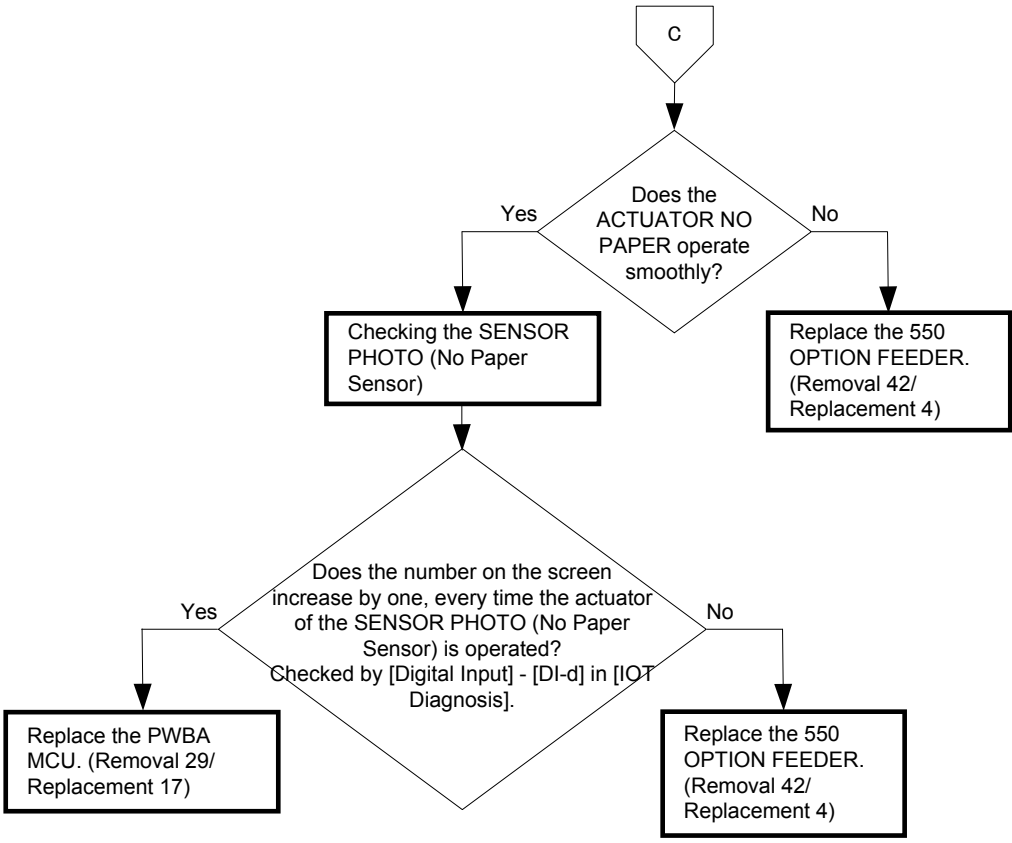 C
Does the
ACTUATOR NO
PAPER operate
smoothly?
Yes
No
Checking the SENSOR
PHOTO (No Paper
Sensor)
Replace the 550
OPTION FEEDER.
(Removal 42/
Replacement 4)
Does the number on the screen
increase by one, every time the actuator
of the SENSOR PHOTO (No Paper
Sensor) is operated?
Checked by [Digital Input] - [DI-d] in [IOT
Diagnosis].
Yes
No
Replace the PWBA
MCU. (Removal 29/
Replacement 17)
Replace the 550
OPTION FEEDER.
(Removal 42/
Replacement 4)